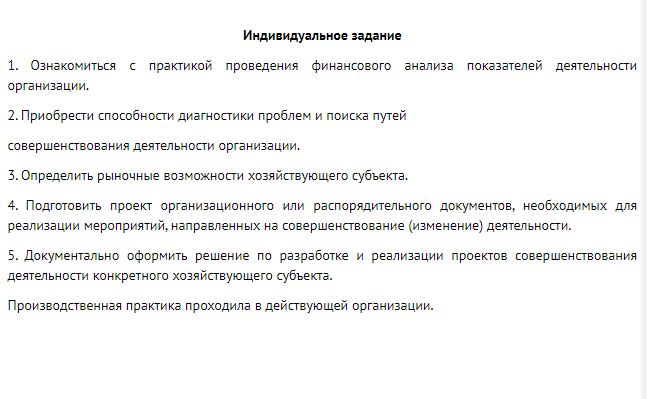 Индивидуальное задание
1. Ознакомиться с практикой проведения финансового анализа показателей деятельности
организации.
2. Приобрести способности диагностики проблем и поиска путей
совершенствования деятельности организации.
3. Определить рыночные возможности хозяйствующего субъекта.
4. Подготовить проект организационного или распорядительного документов, необходимых для
реализации мероприятий, направленных на совершенствование (изменение) деятельности.
5. Документально оформить решение по разработке и реализации проектов совершенствования
деятельности конкретного хозяйствующего субъекта.
Производственная практика проходила в действующей организации.